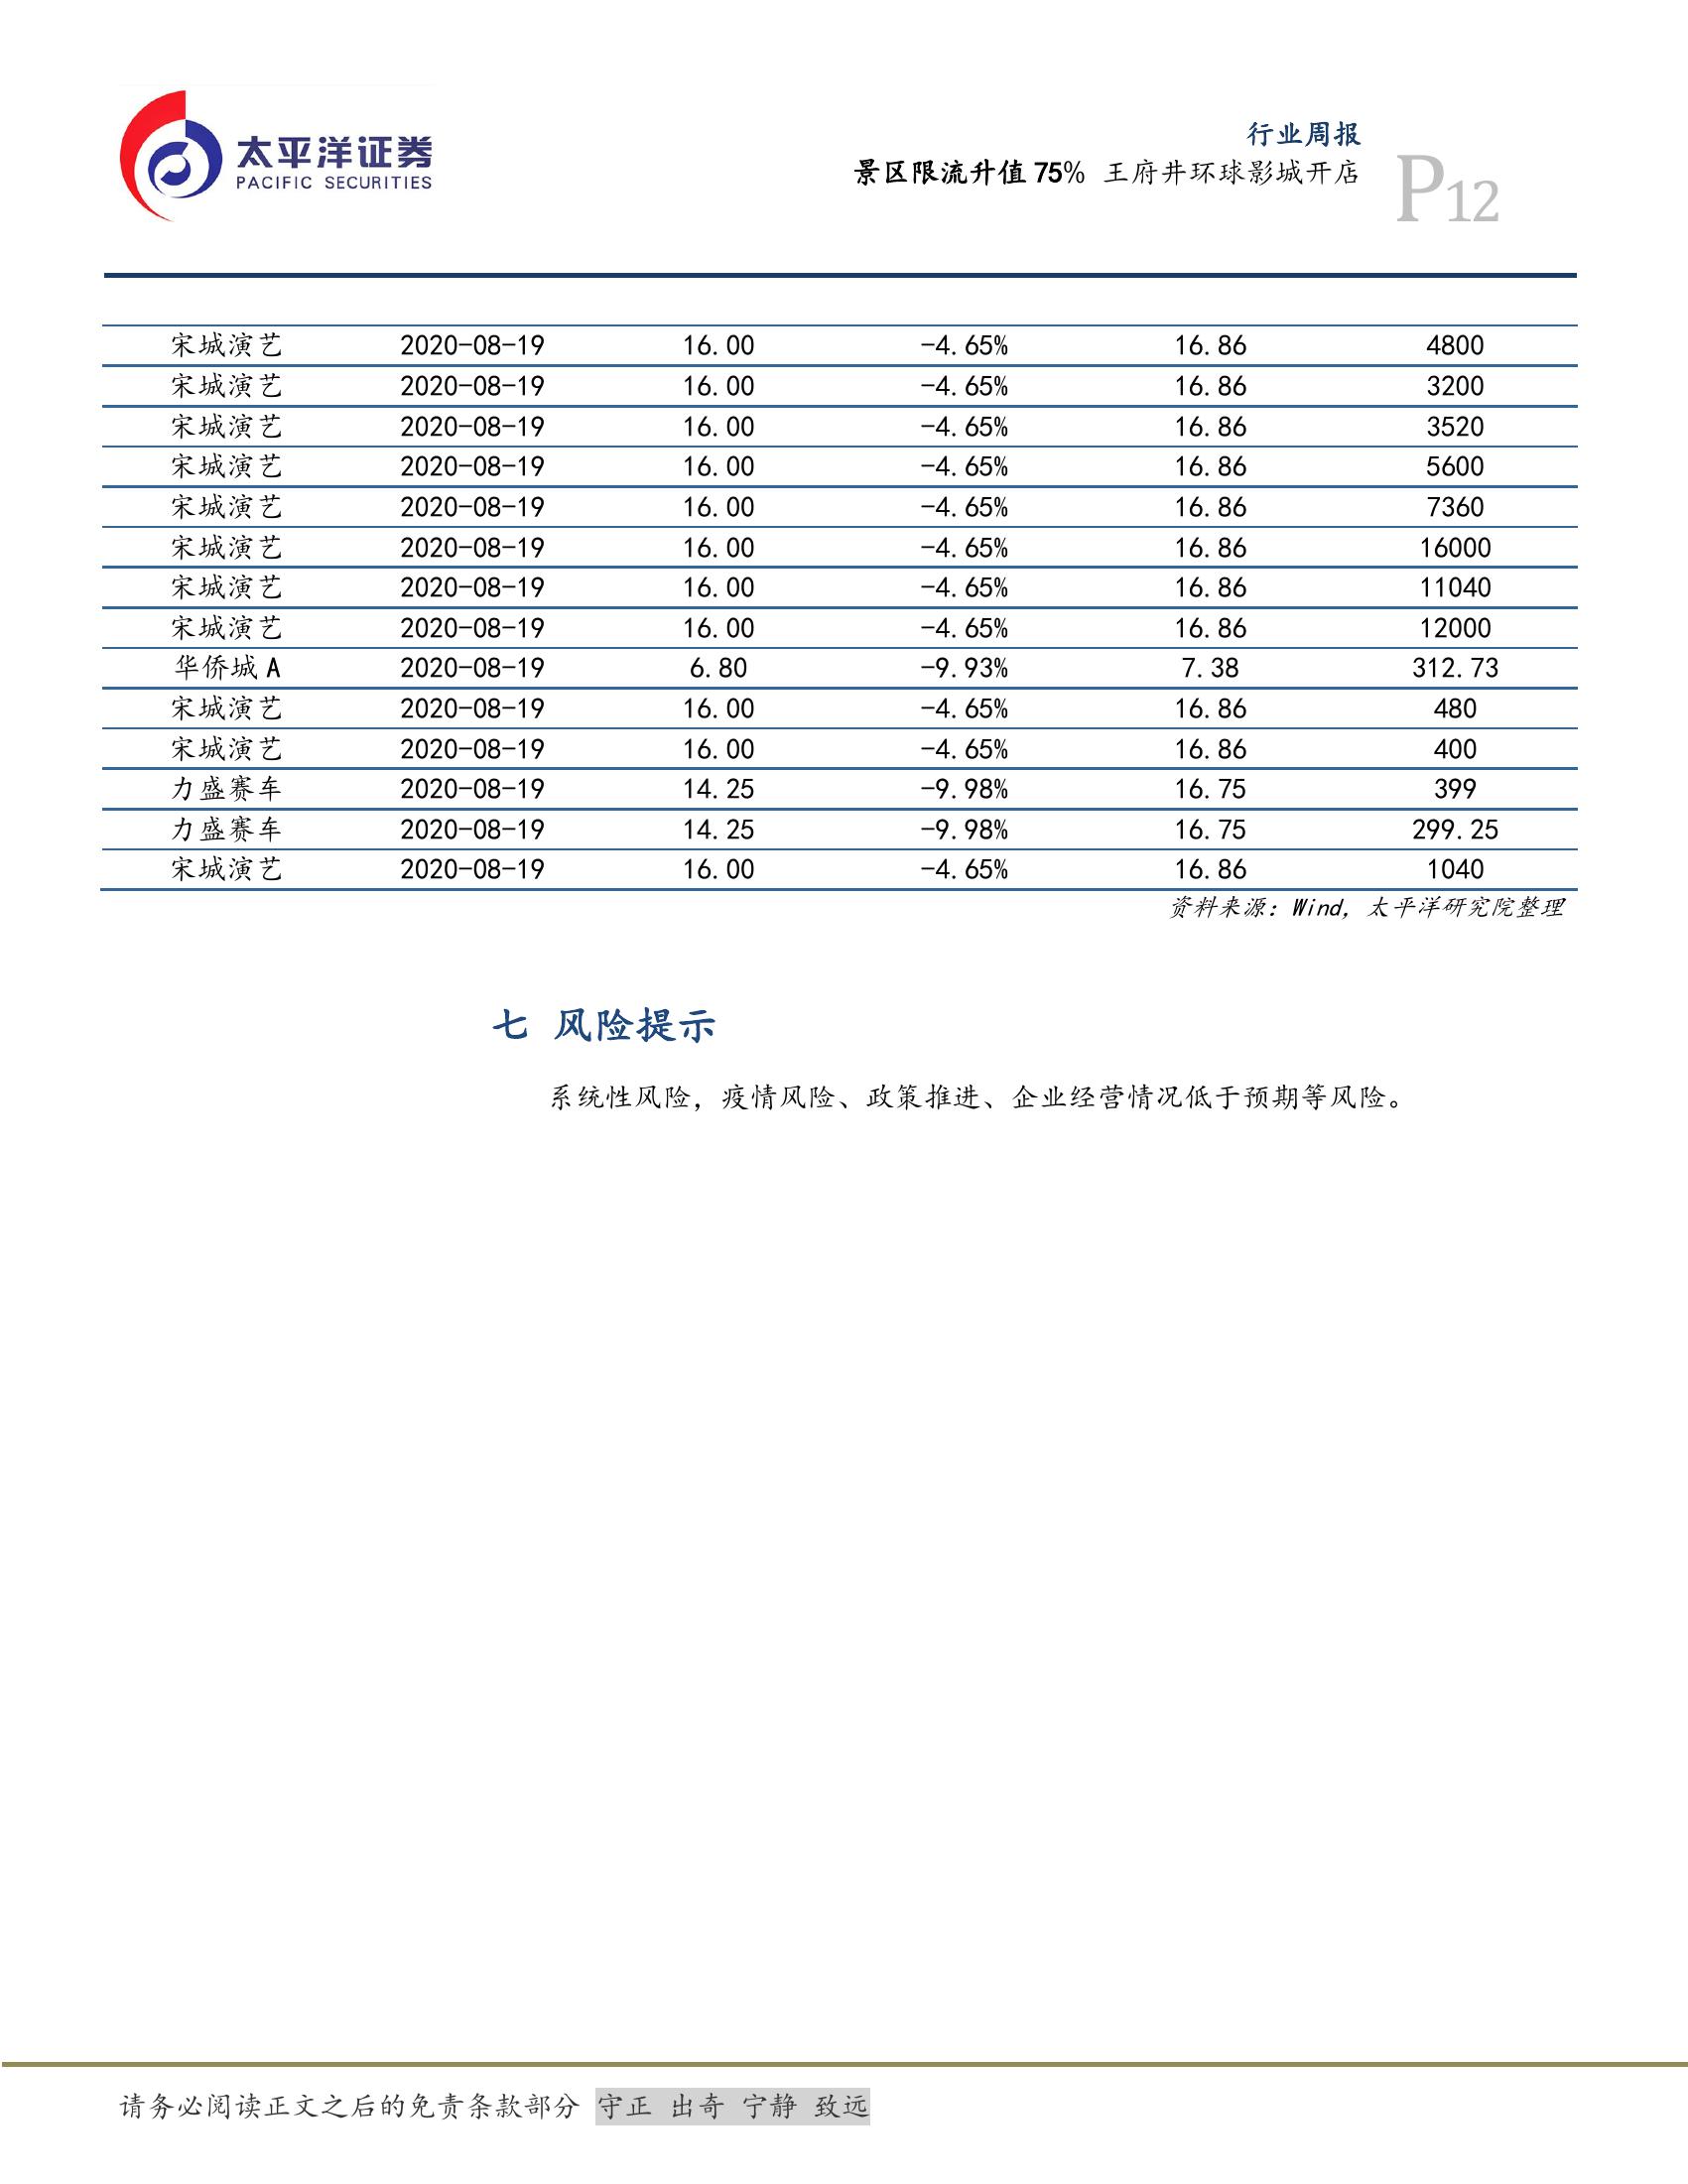 太平洋证券
PACIFIC SECURITIES
行业周报
景区限流升值 75% 王府井环球影城开店
P12
宋城演艺 2020-08-19 16.00 -4.65% 16.86 4800
宋城演艺 2020-08-19 16.00 -4.65% 16.86 3200
宋城演艺 2020-08-19 16.00 -4.65% 16.86 3520
宋城演艺 2020-08-19 16.00 -4.65% 16.86 5600
宋城演艺 2020-08-19 16.00 -4.65% 16.86 7360
宋城演艺 2020-08-19 16.00 -4.65% 16.86 16000
宋城演艺 2020-08-19 16.00 -4.65% 16.86 11040
宋城演艺 2020-08-19 16.00 -4.65% 16.86 12000
华侨城 A 2020-08-19 6.80 -9.93% 7.38 312.73
宋城演艺 2020-08-19 16.00 -4.65% 16.86 480
宋城演艺 2020-08-19 16.00 -4.65% 16.86 400
力盛赛车 2020-08-19 14.25 -9.98% 16.75 399
力盛赛车 2020-08-19 14.25 -9.98% 16.75 299.25
宋城演艺 2020-08-19 16.00 -4.65% 16.86 1040
资料来源：Wind，太平洋研究院整理
七 风险提示
系统性风险，疫情风险、政策推进、企业经营情况低于预期等风险。
请务必阅读正文之后的免责条款部分 守正 出奇 宁静 致远